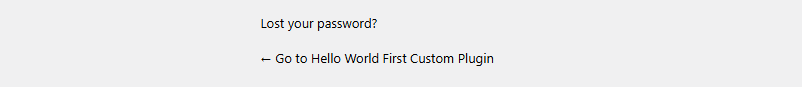 Lost your password?
← Go to Hello World First Custom Plugin